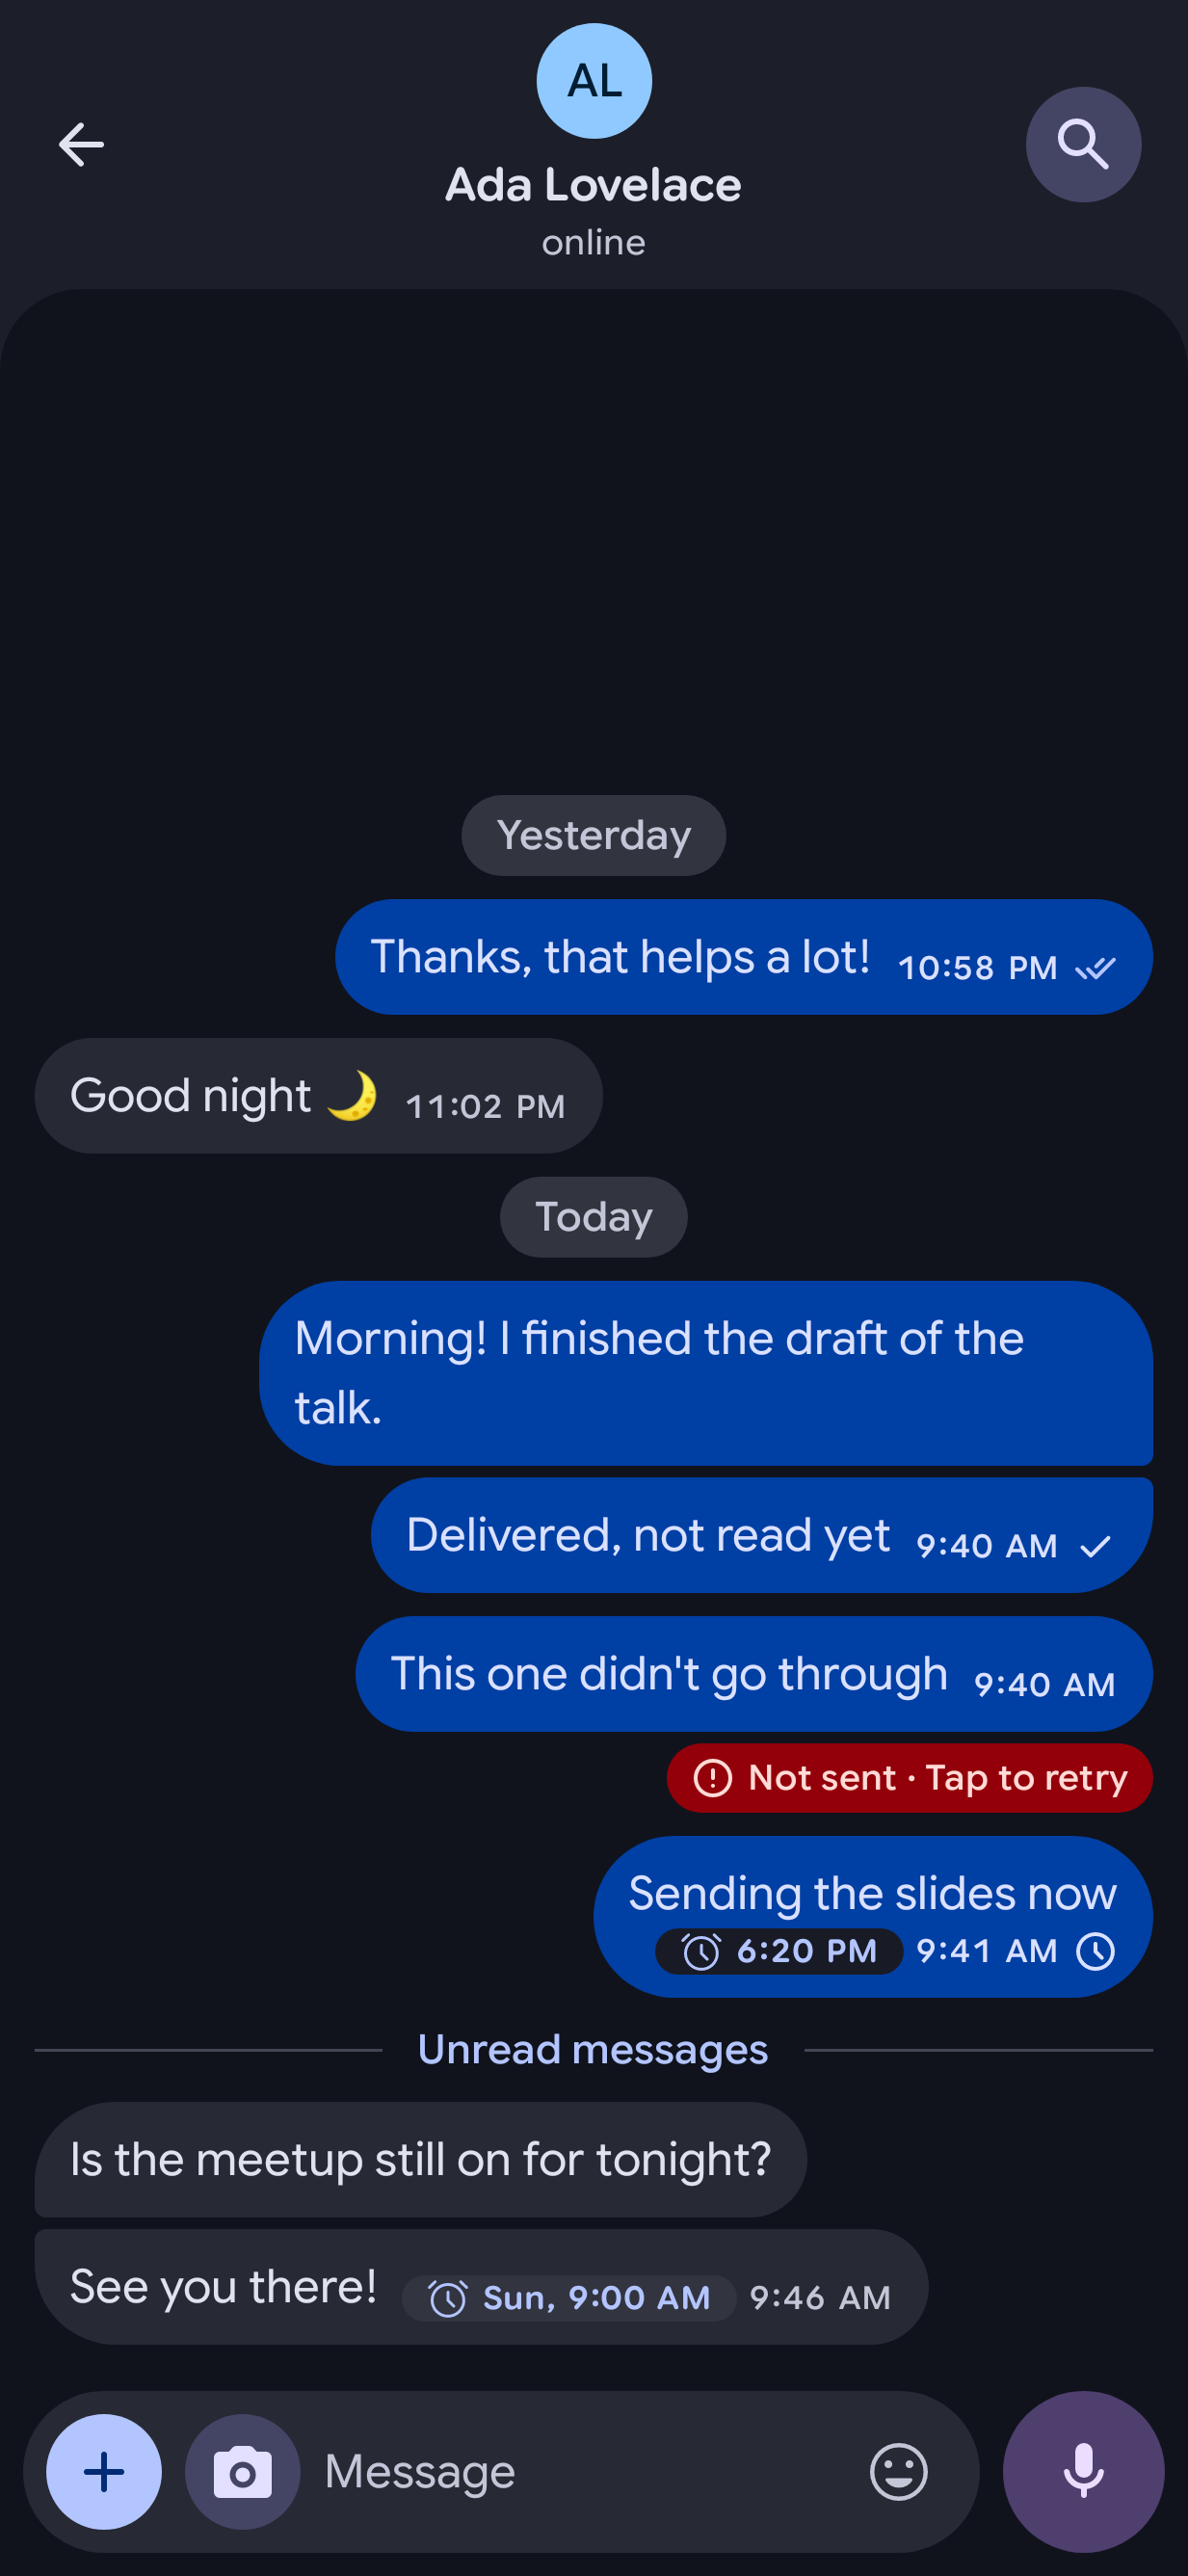 AL
Ada Lovelace
online
Yesterday
Thanks, that helps a lot! 10:58 PM
Good night 🌙 11:02 PM
Today
Morning! I finished the draft of the
talk.
Delivered, not read yet 9:40 AM
This one didn't go through 9:40 AM
Not sent · Tap to retry
Sending the slides now
6:20 PM 9:41 AM
Unread messages
Is the meetup still on for tonight?
See you there! Sun, 9:00 AM 9:46 AM
Message